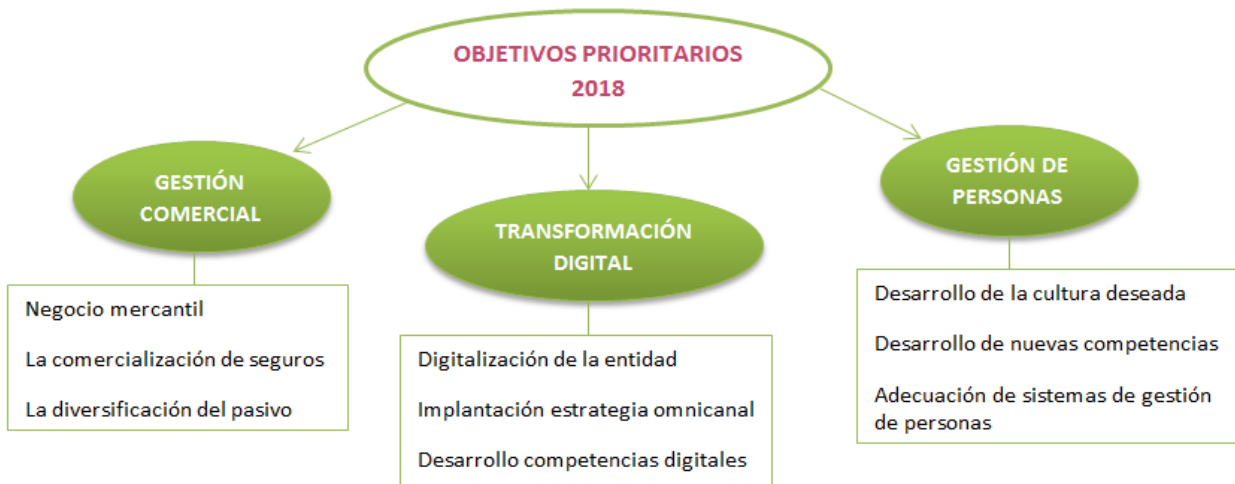 OBJETIVOS PRIORITARIOS
2018
GESTIÓN
COMERCIAL
Negocio mercantil
La comercialización de seguros
La diversificación del pasivo
TRANSFORMACIÓN
DIGITAL
Digitalización de la entidad
Implantación estrategia omnicanal
Desarrollo competencias digitales
GESTIÓN DE
PERSONAS
Desarrollo de la cultura deseada
Desarrollo de nuevas competencias
Adecuación de sistemas de gestión
de personas